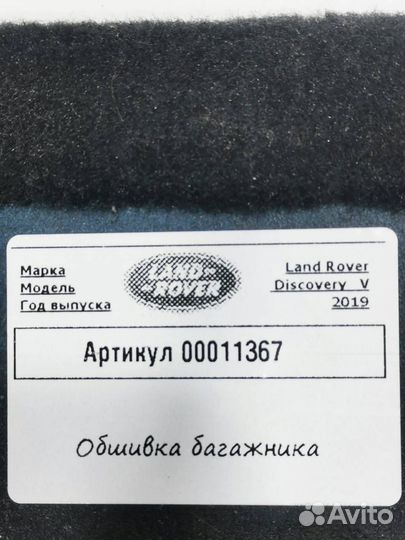 Марка LAND- Land Rover
Модель -ROVER Discovery V
Год выпуска 2019
Артикул 00011367
Обшивка багажника
Avito